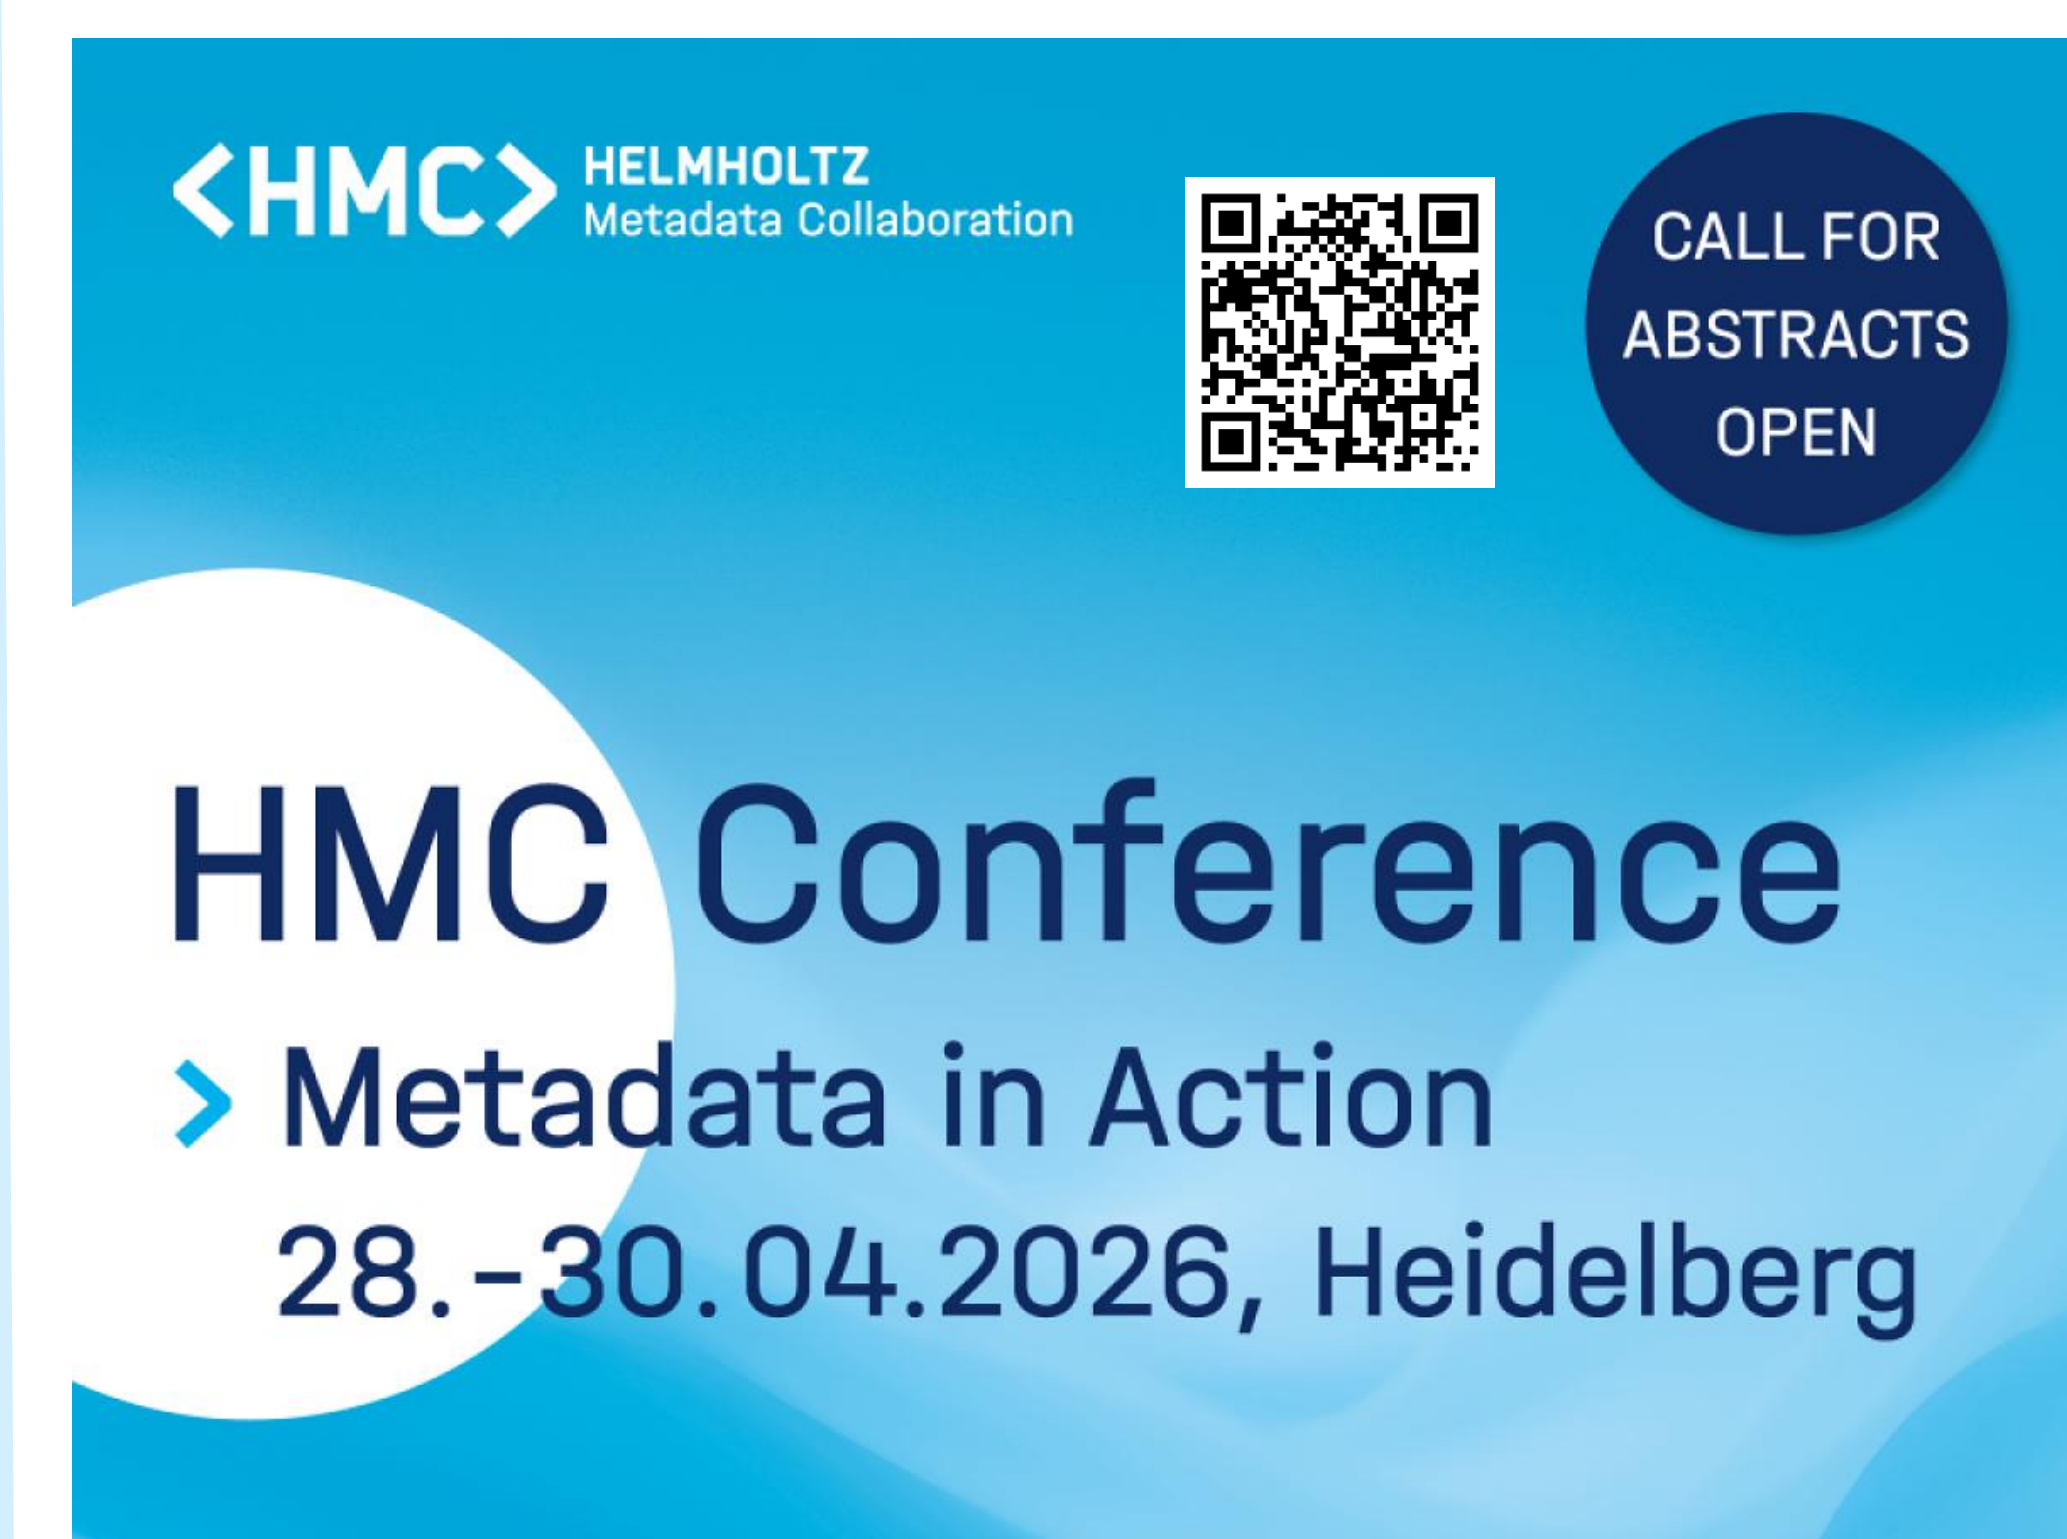 <HMC> HELMHOLTZ
Metadata Collaboration
CALL FOR
ABSTRACTS
OPEN
HMC Conference
> Metadata in Action
28.-30.04.2026, Heidelberg